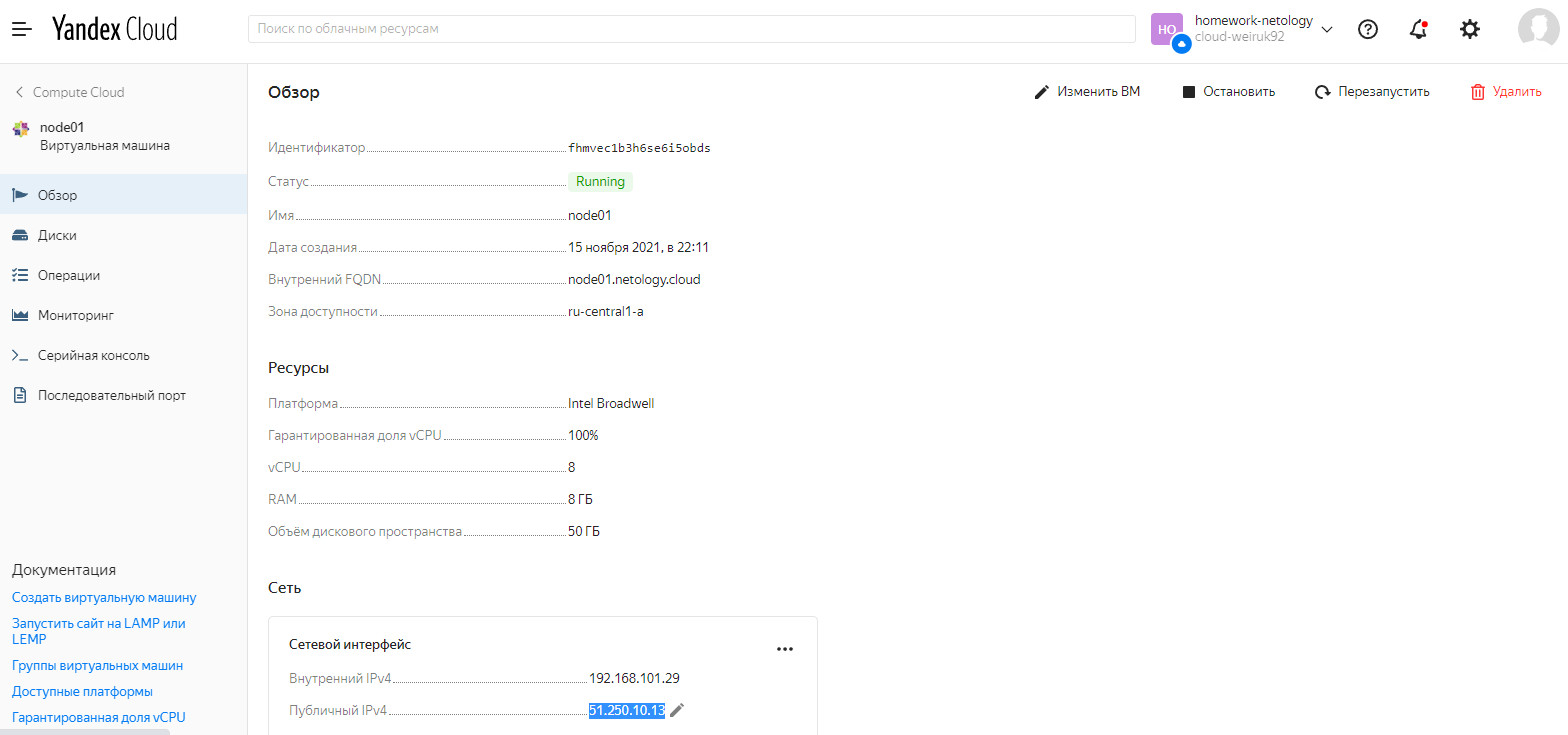 Yandex Cloud
Поиск по облачным ресурсам
HO
homework-netology
cloud-weiruk92
Compute Cloud
node01
Виртуальная машина
Обзор
Диски
Операции
Мониторинг
Серийная консоль
Последовательный порт
Документация
Создать виртуальную машину
Запустить сайт на LAMP или
LEMP
Группы виртуальных машин
Доступные платформы
Гарантированная доля vCPU
Обзор
Изменить ВМ
Остановить
Перезапустить
Удалить
Идентификатор fhmvec1b3h6se6i5obds
Статус Running
Имя node01
Дата создания 15 ноября 2021, в 22:11
Внутренний FQDN node01.netology.cloud
Зона доступности ru-central1-a
Ресурсы
Платформа Intel Broadwell
Гарантированная доля vCPU 100%
vCPU 8
RAM 8 ГБ
Объём дискового пространства 50 ГБ
Сеть
Сетевой интерфейс
Внутренний IPv4 192.168.101.29
Публичный IPv4 51.250.10.13